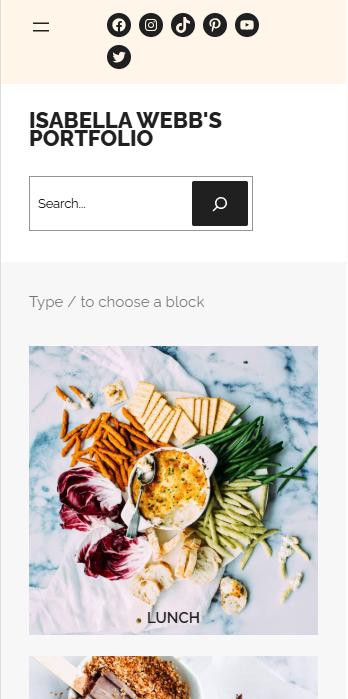 ISABELLA WEBB'S
PORTFOLIO
Search...
Type / to choose a block
LUNCH